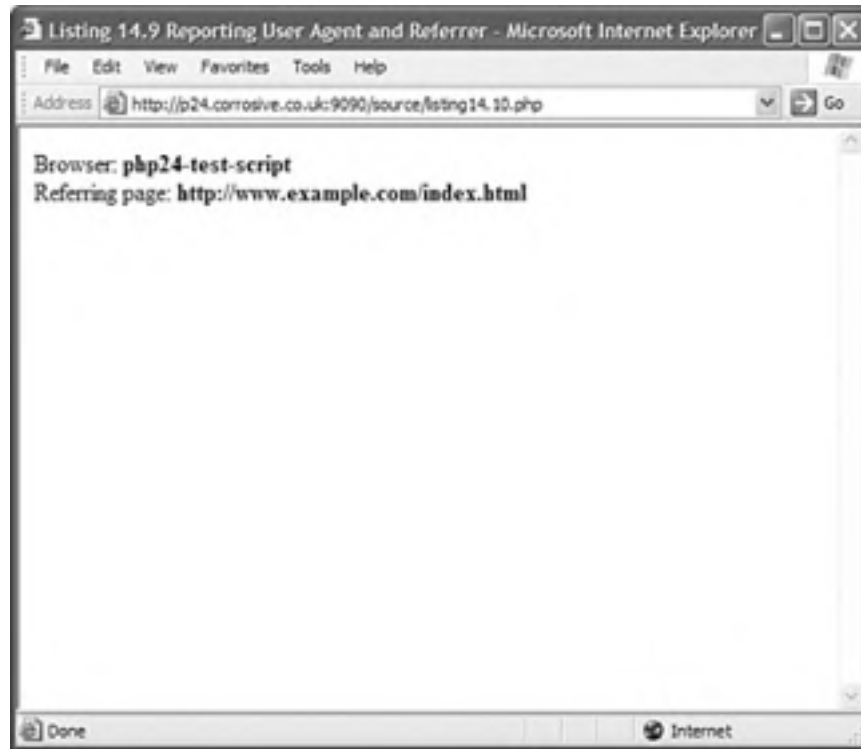 Listing 14.9 Reporting User Agent and Referrer - Microsoft Internet Explorer
File Edit View Favorites Tools Help
Address http://p24.corrosive.co.uk:9090/source/listing14.10.php Go
Browser: php24-test-script
Referring page: http://www.example.com/index.html
Done Internet